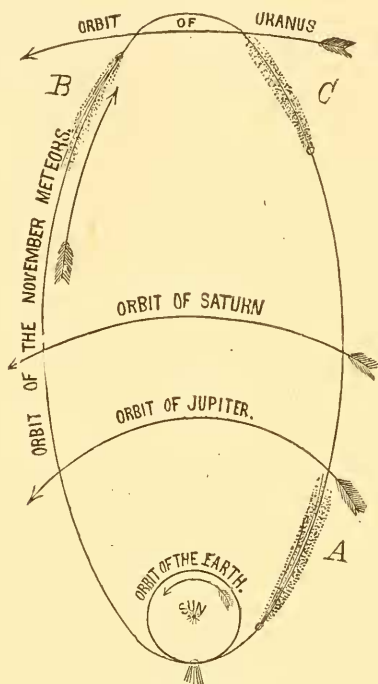 ORBIT OF URANUS
B
C
ORBIT OF THE NOVEMBER METEORS.
ORBIT OF SATURN
ORBIT OF JUPITER.
A
ORBIT OF THE EARTH.
SUN